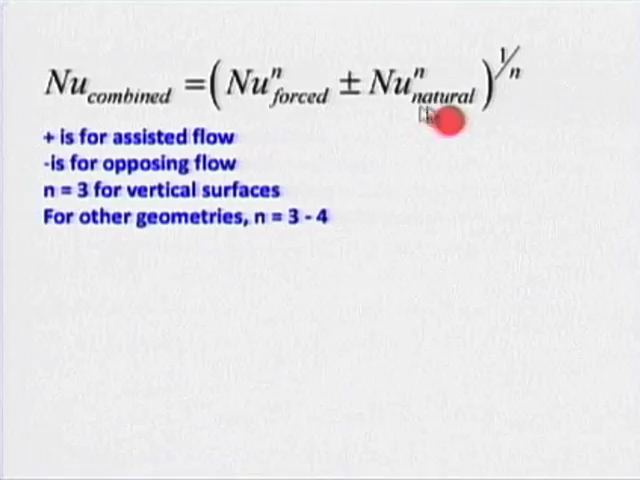 Nu_combined = (Nu^n_forced ± Nu^n_natural)^1/n
+ is for assisted flow
-is for opposing flow
n = 3 for vertical surfaces
For other geometries, n = 3 - 4